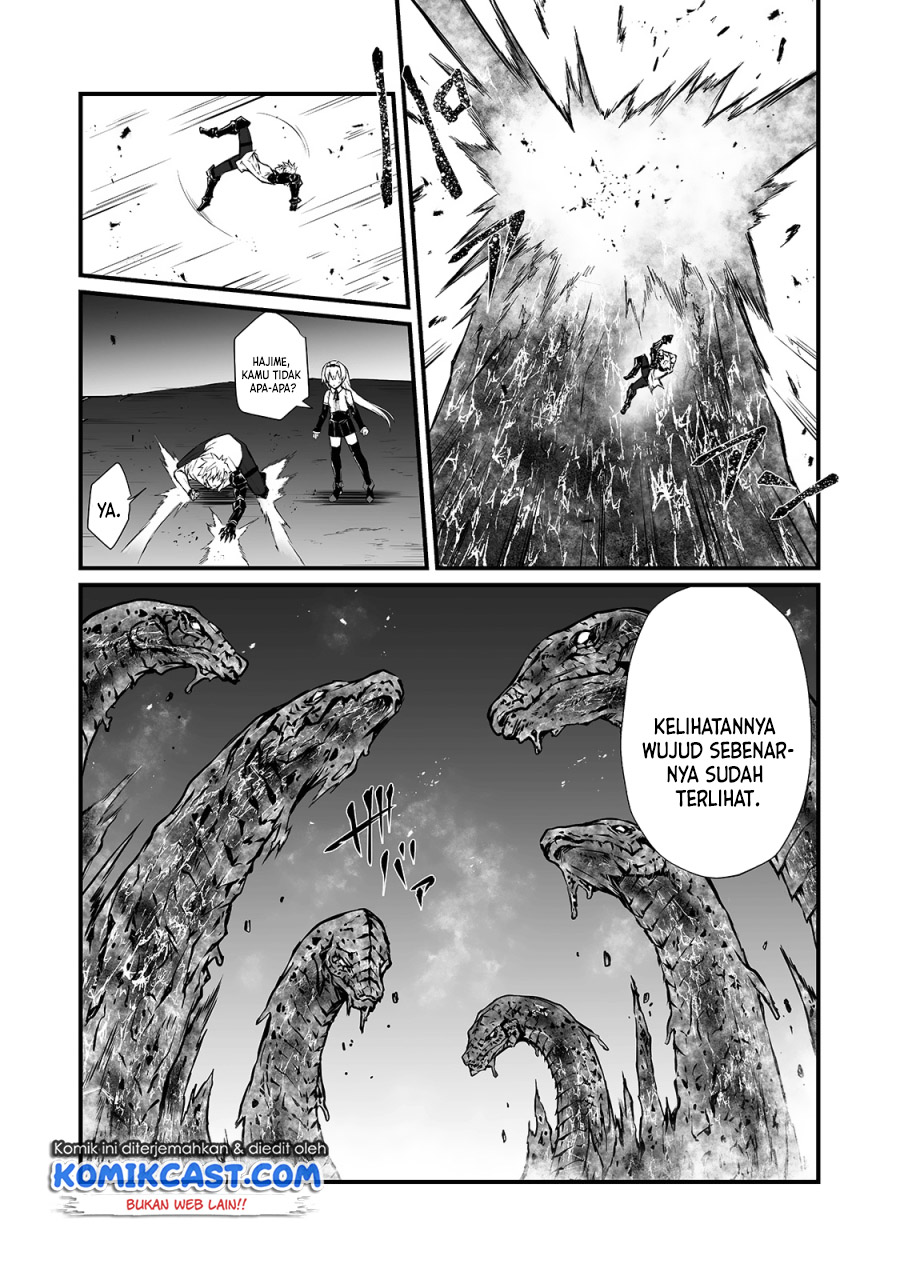 HAJIME,
KAMU TIDAK
APA-APA?
YA.
KELIHATANNYA
WUJUD SEBENAR-
NYA SUDAH
TERLIHAT.
Komik ini diterjemahkan & diedit oleh
KOMIKCAST.COM
BUKAN WEB LAIN!!